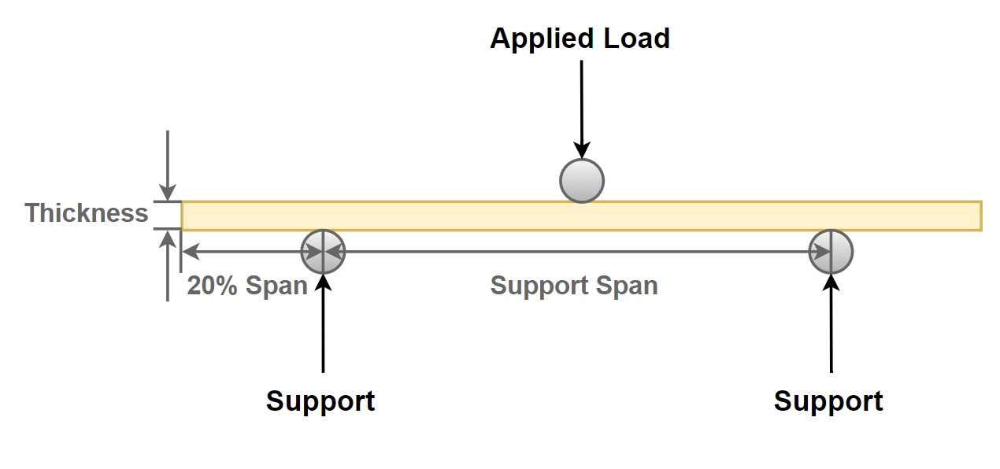 Applied Load
Thickness
20% Span
Support Span
Support
Support